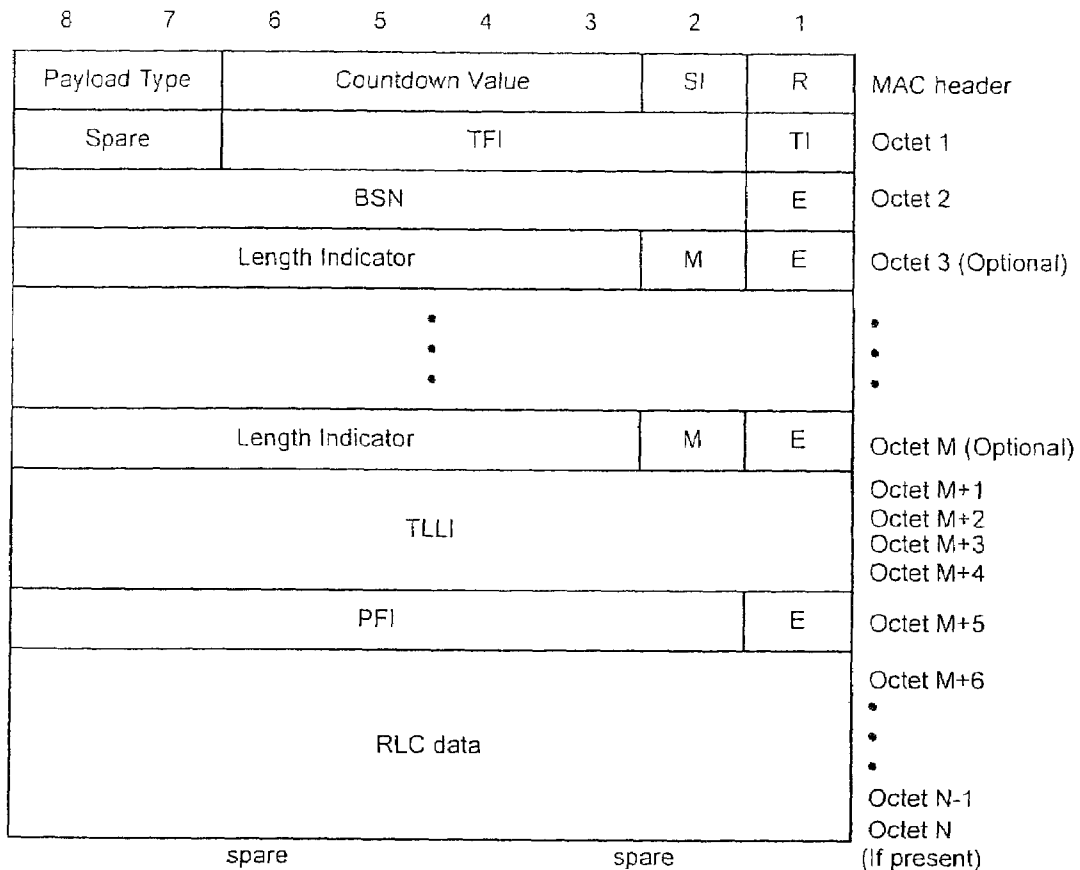 8 7 6 5 4 3 2 1
Payload Type Countdown Value SI R MAC header
Spare TFI TI Octet 1
BSN E Octet 2
Length Indicator M E Octet 3 (Optional)
Length Indicator M E Octet M (Optional)
TLLI
Octet M+1
Octet M+2
Octet M+3
Octet M+4
PFI E Octet M+5
RLC data
Octet M+6
Octet N-1
Octet N
spare spare (If present)